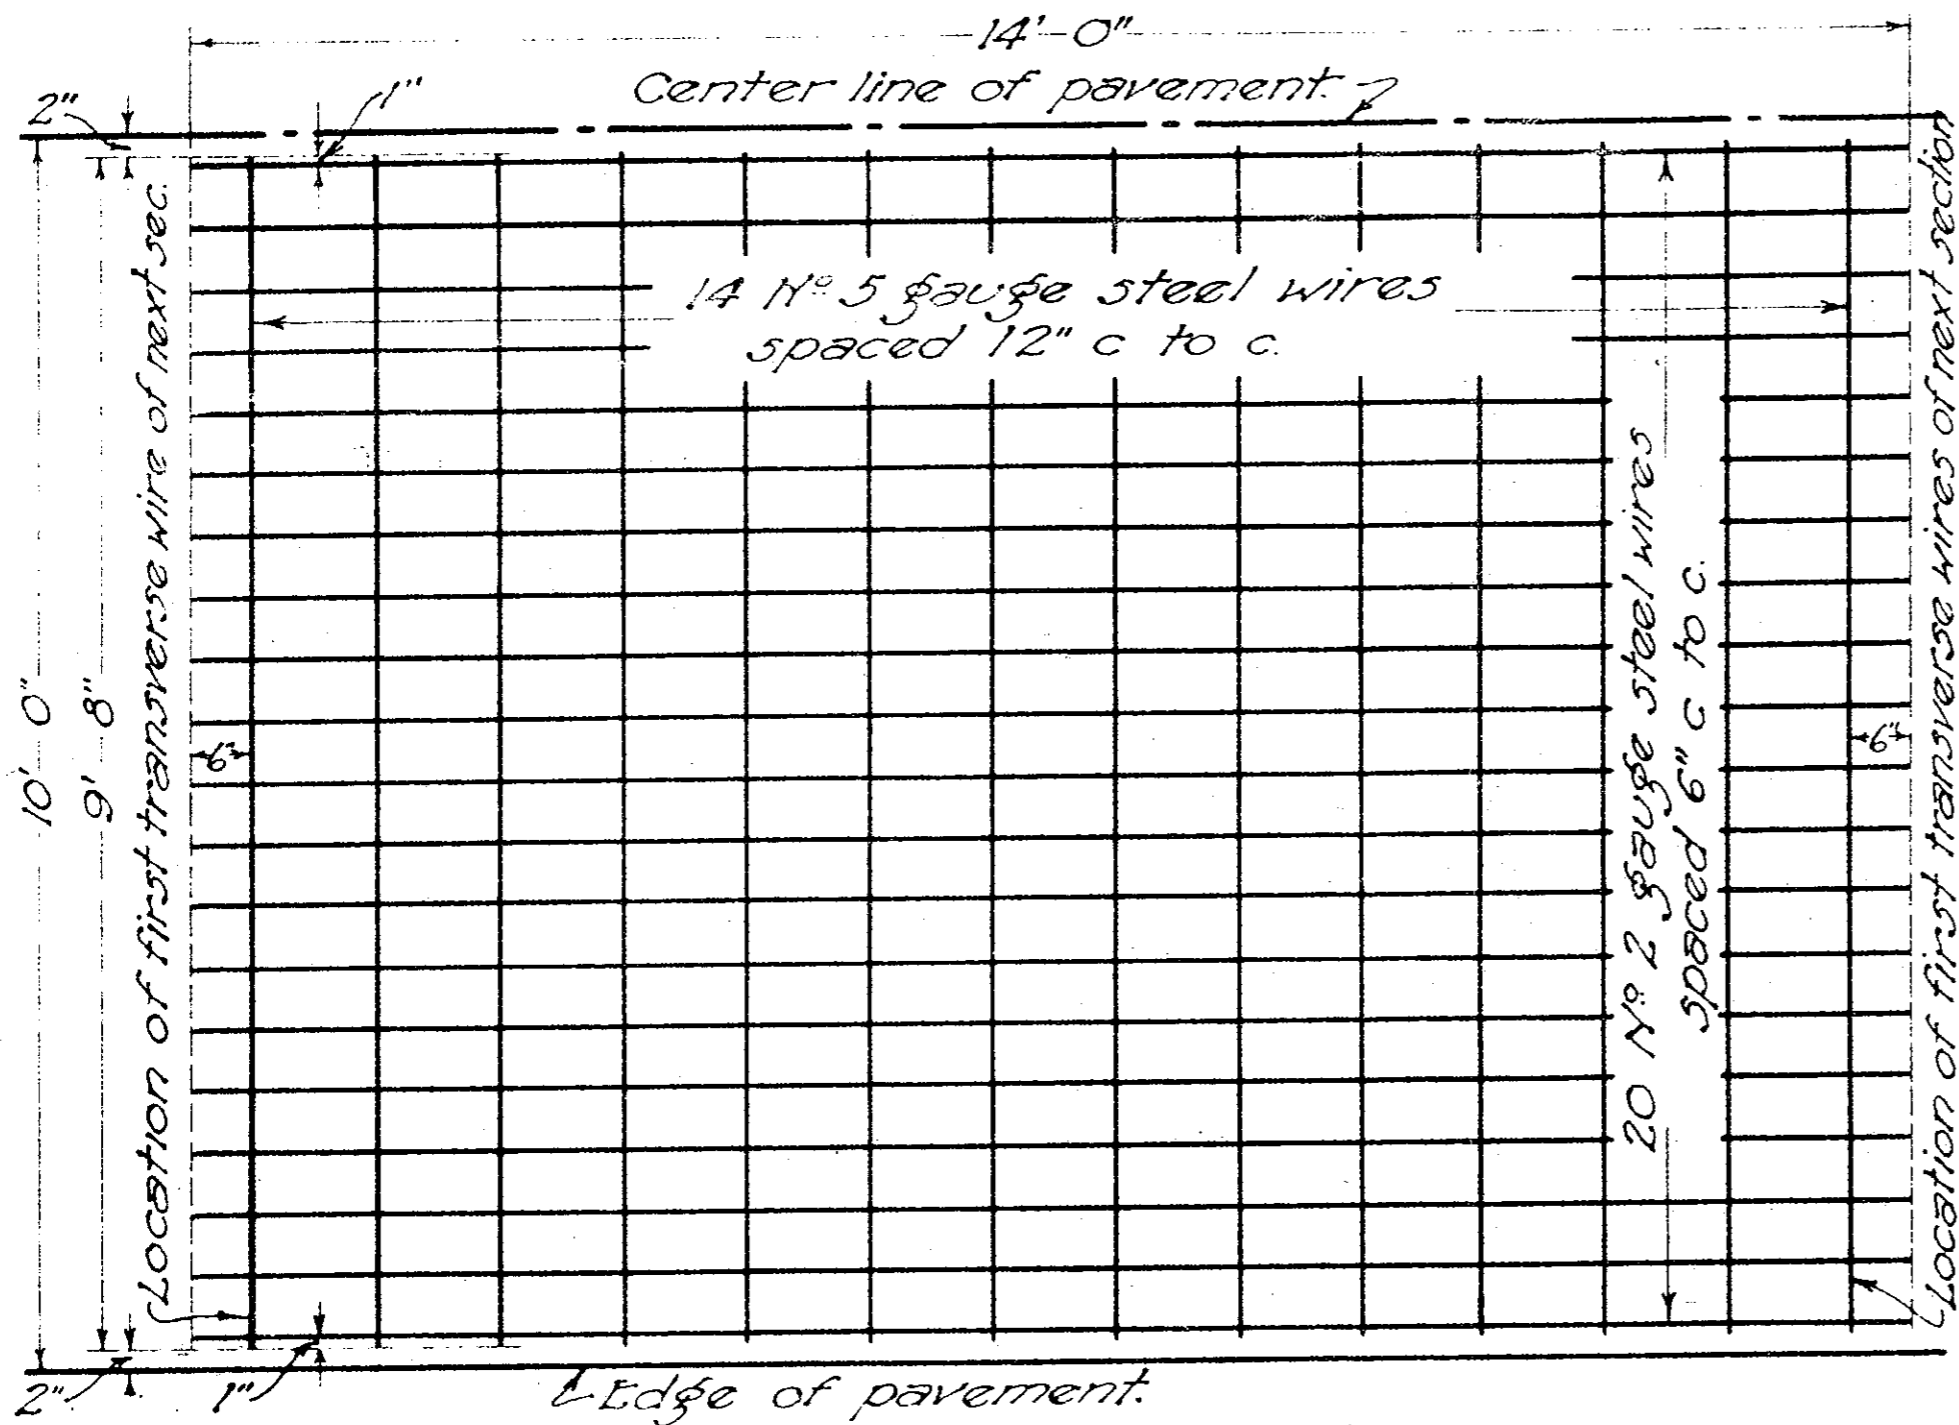 14'-0"
Center line of pavement.
2"
1"
14 Nº 5 gauge steel wires
spaced 12" c to c.
Location of first transverse wire of next sec.
10' 0"
9' 8"
6"
20 Nº 2 gauge steel wires
spaced 6" c to c.
6"
Location of first transverse wires of next section
2"
1"
Edge of pavement.